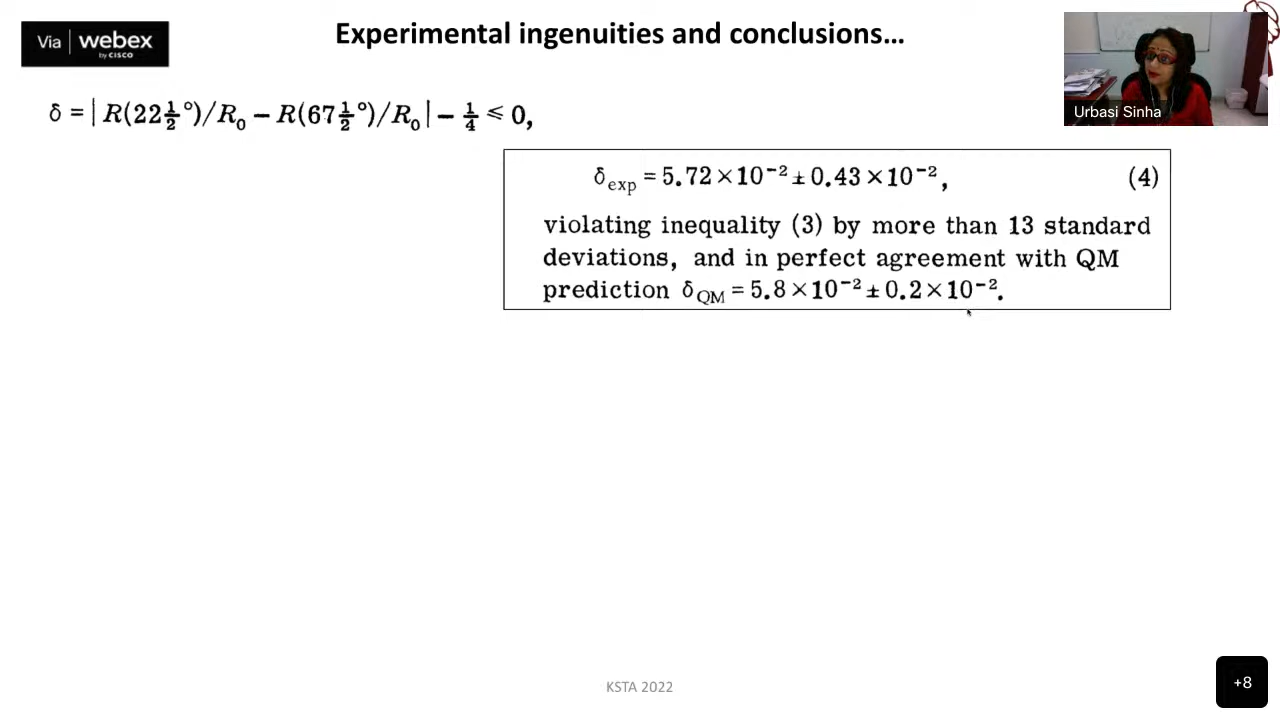 Via | webex
by CISCO
Experimental ingenuities and conclusions...
Urbasi Sinha
δ = | R(22½°)/R₀ − R(67½°)/R₀| − ¼ ≤ 0,
δexp = 5.72 × 10⁻² ± 0.43 × 10⁻², (4)
violating inequality (3) by more than 13 standard
deviations, and in perfect agreement with QM
prediction δQM = 5.8 × 10⁻² ± 0.2 × 10⁻².
KSTA 2022
+8